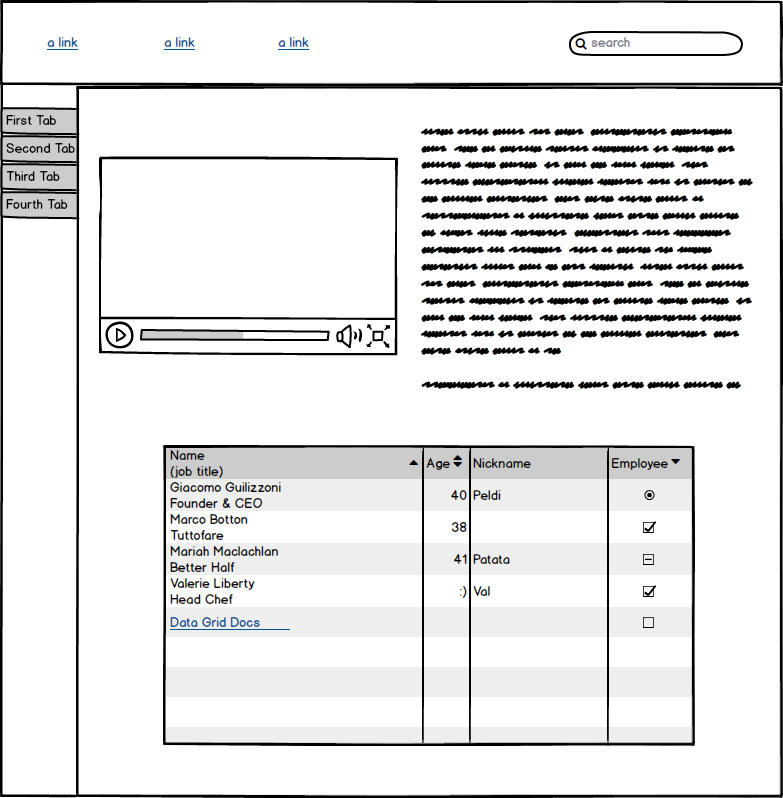 a link a link a link search
First Tab
Second Tab
Third Tab
Fourth Tab
Name
(job title) Age Nickname Employee
Giacomo Guilizzoni
Founder & CEO 40 Peldi
Marco Botton
Tuttofare 38
Mariah Maclachlan
Better Half 41 Patata
Valerie Liberty
Head Chef :) Val
Data Grid Docs